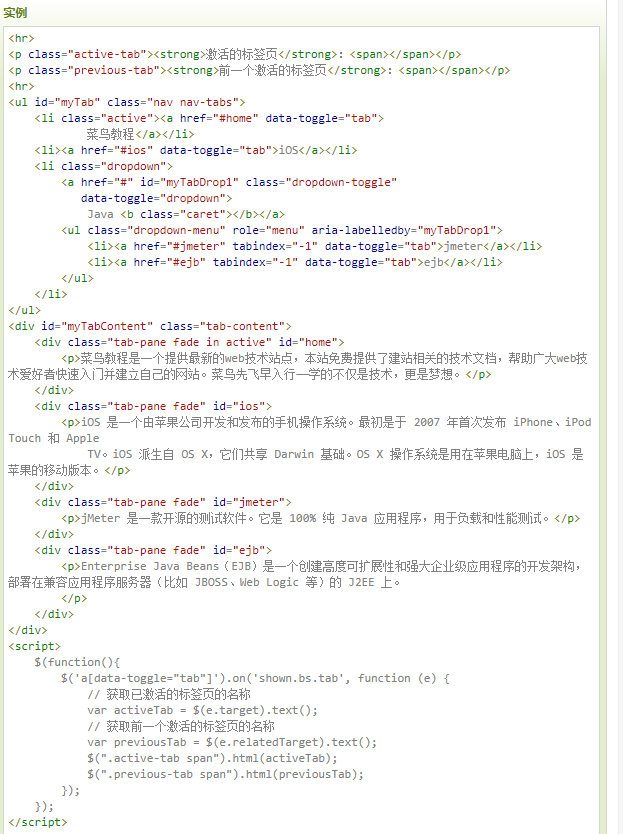 实例
<hr>
<p class="active-tab"><strong>激活的标签页</strong>: <span></span></p>
<p class="previous-tab"><strong>前一个激活的标签页</strong>: <span></span></p>
<hr>
<ul id="myTab" class="nav nav-tabs">
    <li class="active"><a href="#home" data-toggle="tab">
            菜鸟教程</a></li>
    <li><a href="#ios" data-toggle="tab">iOS</a></li>
    <li class="dropdown">
        <a href="#" id="myTabDrop1" class="dropdown-toggle"
           data-toggle="dropdown">
            Java <b class="caret"></b></a>
        <ul class="dropdown-menu" role="menu" aria-labelledby="myTabDrop1">
            <li><a href="#jmeter" tabindex="-1" data-toggle="tab">jmeter</a></li>
            <li><a href="#ejb" tabindex="-1" data-toggle="tab">ejb</a></li>
        </ul>
    </li>
</ul>
<div id="myTabContent" class="tab-content">
    <div class="tab-pane fade in active" id="home">
        <p>菜鸟教程是一个提供最新的web技术站点，本站免费提供了建站相关的技术文档，帮助广大web技
术爱好者快速入门并建立自己的网站。菜鸟先飞早入行—学的不仅是技术，更是梦想。</p>
    </div>
    <div class="tab-pane fade" id="ios">
        <p>iOS 是一个由苹果公司开发和发布的手机操作系统。最初是于 2007 年首次发布 iPhone、iPod
Touch 和 Apple
            TV。iOS 派生自 OS X，它们共享 Darwin 基础。OS X 操作系统是用在苹果电脑上，iOS 是
苹果的移动版本。</p>
    </div>
    <div class="tab-pane fade" id="jmeter">
        <p>jMeter 是一款开源的测试软件。它是 100% 纯 Java 应用程序，用于负载和性能测试。</p>
    </div>
    <div class="tab-pane fade" id="ejb">
        <p>Enterprise Java Beans（EJB）是一个创建高度可扩展性和强大企业级应用程序的开发架构，
部署在兼容应用程序服务器（比如 JBOSS、Web Logic 等）的 J2EE 上。
        </p>
    </div>
</div>
<script>
    $(function(){
        $('a[data-toggle="tab"]').on('shown.bs.tab', function (e) {
            // 获取已激活的标签页的名称
            var activeTab = $(e.target).text();
            // 获取前一个激活的标签页的名称
            var previousTab = $(e.relatedTarget).text();
            $(".active-tab span").html(activeTab);
            $(".previous-tab span").html(previousTab);
        });
    });
</script>